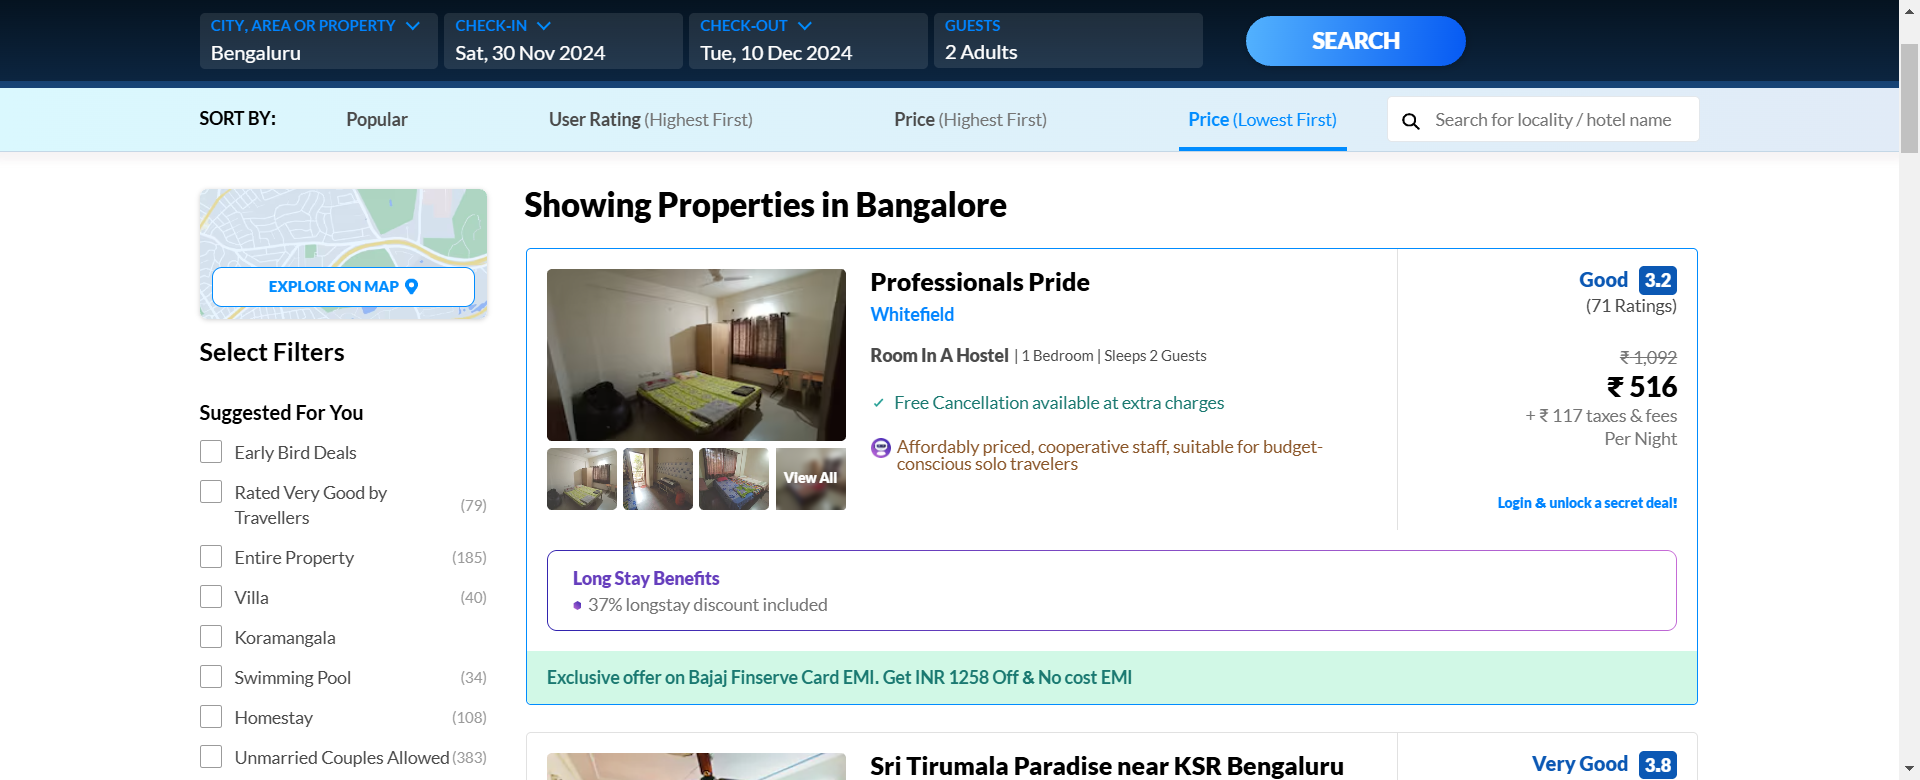 CITY, AREA OR PROPERTY
Bengaluru
CHECK-IN
Sat, 30 Nov 2024
CHECK-OUT
Tue, 10 Dec 2024
GUESTS
2 Adults
SEARCH
SORT BY:
Popular
User Rating (Highest First)
Price (Highest First)
Price (Lowest First)
Search for locality / hotel name
EXPLORE ON MAP
Select Filters
Suggested For You
Early Bird Deals
Rated Very Good by
Travellers (79)
Entire Property (185)
Villa (40)
Koramangala
Swimming Pool (34)
Homestay (108)
Unmarried Couples Allowed (383)
Showing Properties in Bangalore
View All
Professionals Pride
Whitefield
Room In A Hostel | 1 Bedroom | Sleeps 2 Guests
Free Cancellation available at extra charges
Affordably priced, cooperative staff, suitable for budget-
conscious solo travelers
Good 3.2
(71 Ratings)
₹ 1,092
₹ 516
+ ₹ 117 taxes & fees
Per Night
Login & unlock a secret deal!
Long Stay Benefits
37% longstay discount included
Exclusive offer on Bajaj Finserve Card EMI. Get INR 1258 Off & No cost EMI
Sri Tirumala Paradise near KSR Bengaluru
Very Good 3.8